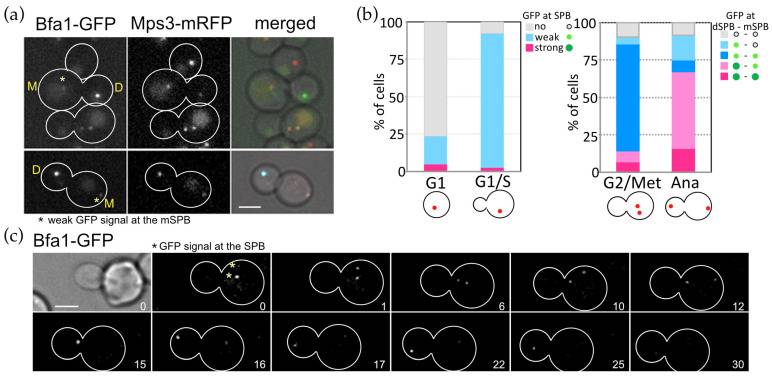 (a) Bfa1-GFP Mps3-mRFP merged
M * D
D * M
* weak GFP signal at the mSPB
(b)
% of cells
100
75
50
25
0
G1 G1/S
GFP at SPB
no
weak
strong
% of cells
100
75
50
25
0
G2/Met Ana
GFP at
dSPB - mSPB
-
-
-
-
-
(c) Bfa1-GFP * GFP signal at the SPB
0 * * 0 1 6 10 12
15 16 17 22 25 30